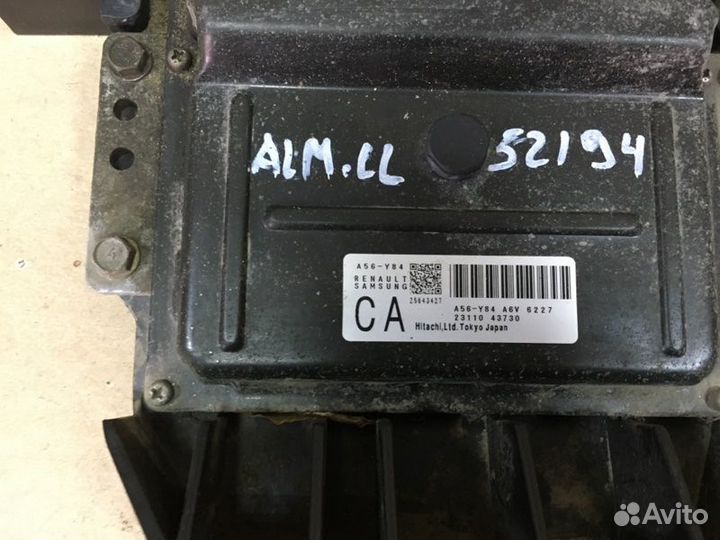 ALM.CL 52194
A56-Y84
RENAULT
SAMSUNG
25843427
CA
A56-Y84 A6V 6227
23110 43730
Hitachi,Ltd. Tokyo Japan
Avito